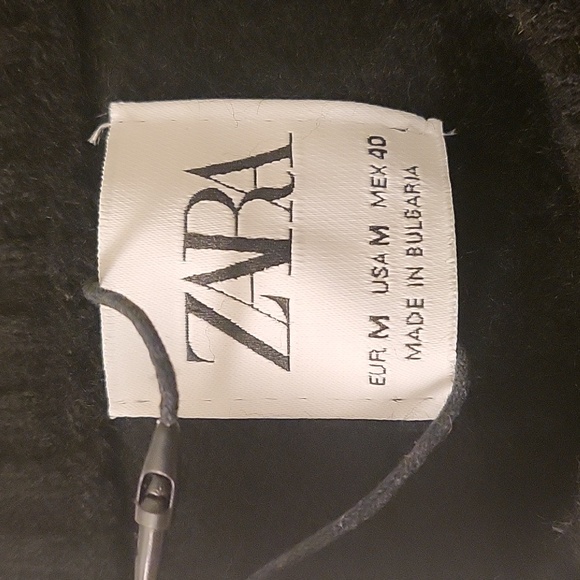 ZARA
EUR M USA M MEX 40
MADE IN BULGARIA